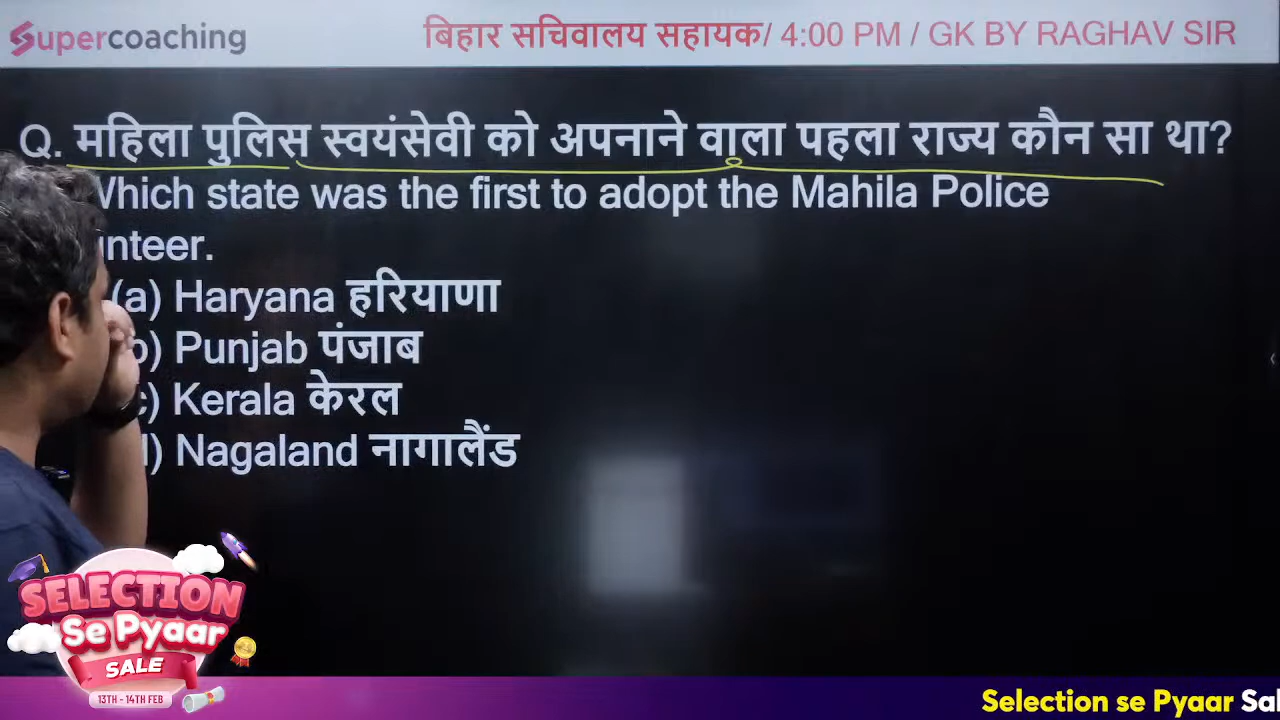 Supercoaching
बिहार सचिवालय सहायक/ 4:00 PM / GK BY RAGHAV SIR
Q. महिला पुलिस स्वयंसेवी को अपनाने वाला पहला राज्य कौन सा था?
Which state was the first to adopt the Mahila Police
unteer.
(a) Haryana हरियाणा
b) Punjab पंजाब
c) Kerala केरल
d) Nagaland नागालैंड
SELECTION
Se Pyaar
SALE
13TH - 14TH FEB
Selection se Pyaar Sal